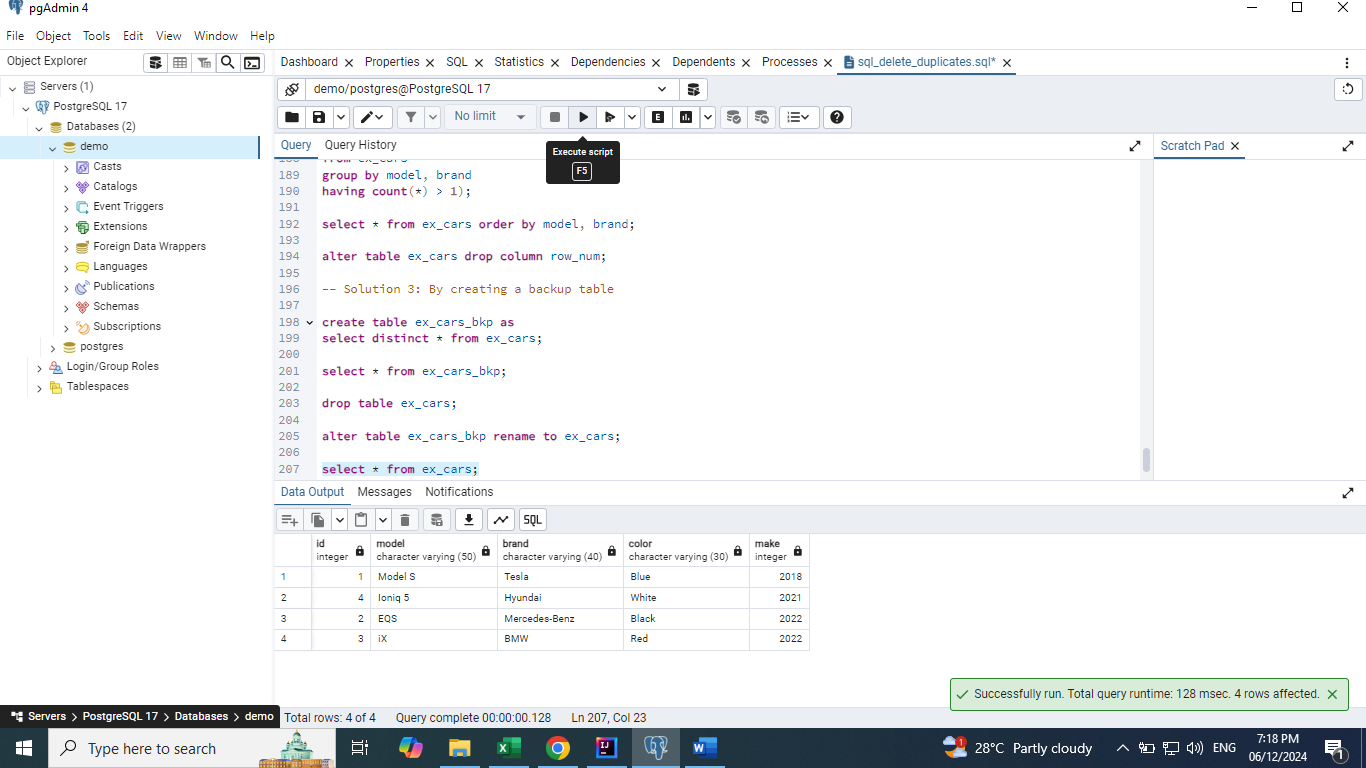 pgAdmin 4
File Object Tools Edit View Window Help
Object Explorer
Servers (1)
PostgreSQL 17
Databases (2)
demo
Casts
Catalogs
Event Triggers
Extensions
Foreign Data Wrappers
Languages
Publications
Schemas
Subscriptions
postgres
Login/Group Roles
Tablespaces
Dashboard Properties SQL Statistics Dependencies Dependents Processes sql_delete_duplicates.sql*
demo/postgres@PostgreSQL 17
No limit E
Query Query History
Execute script
F5
Scratch Pad
188 from ex_cars
189 group by model, brand
190 having count(*) > 1);
191
192 select * from ex_cars order by model, brand;
193
194 alter table ex_cars drop column row_num;
195
196 -- Solution 3: By creating a backup table
197
198 create table ex_cars_bkp as
199 select distinct * from ex_cars;
200
201 select * from ex_cars_bkp;
202
203 drop table ex_cars;
204
205 alter table ex_cars_bkp rename to ex_cars;
206
207 select * from ex_cars;
Data Output Messages Notifications
SQL
id model brand color make
integer character varying (50) character varying (40) character varying (30) integer
1 1 Model S Tesla Blue 2018
2 4 Ioniq 5 Hyundai White 2021
3 2 EQS Mercedes-Benz Black 2022
4 3 iX BMW Red 2022
Successfully run. Total query runtime: 128 msec. 4 rows affected.
Servers > PostgreSQL 17 > Databases > demo
Total rows: 4 of 4 Query complete 00:00:00.128 Ln 207, Col 23
Type here to search
1
28°C Partly cloudy
ENG
7:18 PM
06/12/2024
1